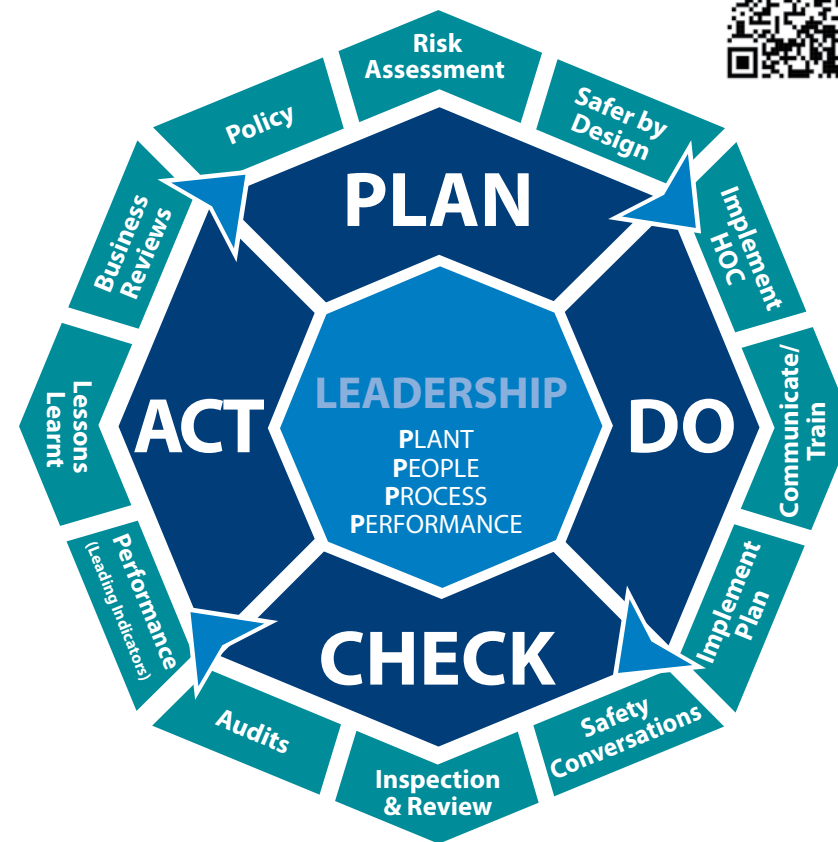 Risk
Assessment
Safer by
Design
Implement
HOC
Communicate/
Train
Implement
Plan
Safety
Conversations
Inspection
& Review
Audits
Performance
(Leading Indicators)
Lessons
Learnt
Business
Reviews
Policy
PLAN
DO
CHECK
ACT
LEADERSHIP
PLANT
PEOPLE
PROCESS
PERFORMANCE